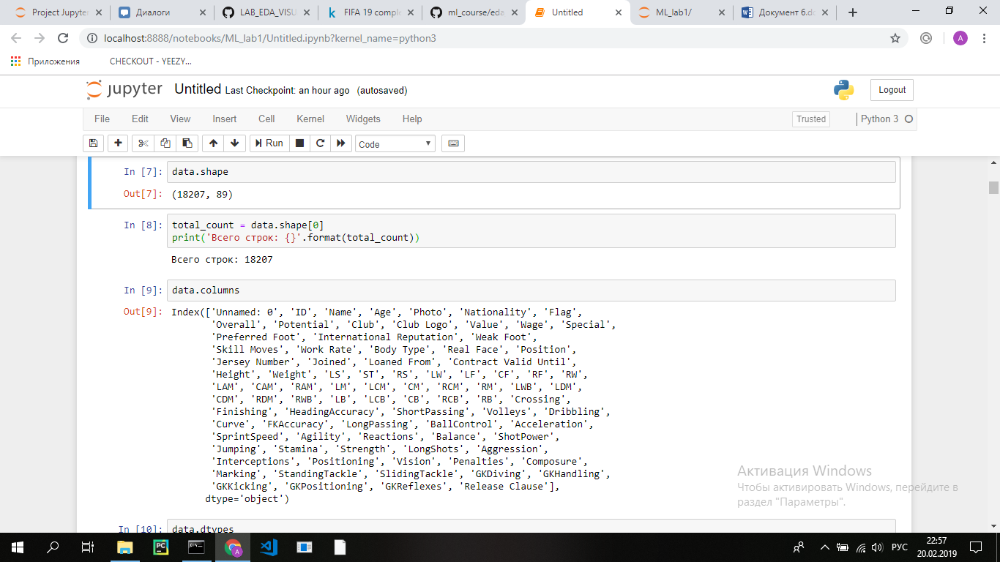 Project Jupyter
Диалоги
LAB_EDA_VISU
FIFA 19 comple
ml_course/eda
Untitled
ML_lab1/
Документ 6.do
localhost:8888/notebooks/ML_lab1/Untitled.ipynb?kernel_name=python3
A
Приложения
CHECKOUT - YEEZY...
jupyter Untitled Last Checkpoint: an hour ago (autosaved)
Logout
File Edit View Insert Cell Kernel Widgets Help
Trusted
Python 3
Run
Code
In [7]: data.shape
Out[7]: (18207, 89)
In [8]: total_count = data.shape[0]
print('Всего строк: {}'.format(total_count))
Всего строк: 18207
In [9]: data.columns
Out[9]: Index(['Unnamed: 0', 'ID', 'Name', 'Age', 'Photo', 'Nationality', 'Flag',
'Overall', 'Potential', 'Club', 'Club Logo', 'Value', 'Wage', 'Special',
'Preferred Foot', 'International Reputation', 'Weak Foot',
'Skill Moves', 'Work Rate', 'Body Type', 'Real Face', 'Position',
'Jersey Number', 'Joined', 'Loaned From', 'Contract Valid Until',
'Height', 'Weight', 'LS', 'ST', 'RS', 'LW', 'LF', 'CF', 'RF', 'RW',
'LAM', 'CAM', 'RAM', 'LM', 'LCM', 'CM', 'RCM', 'RM', 'LWB', 'LDM',
'CDM', 'RDM', 'RWB', 'LB', 'LCB', 'CB', 'RCB', 'RB', 'Crossing',
'Finishing', 'HeadingAccuracy', 'ShortPassing', 'Volleys', 'Dribbling',
'Curve', 'FKAccuracy', 'LongPassing', 'BallControl', 'Acceleration',
'SprintSpeed', 'Agility', 'Reactions', 'Balance', 'ShotPower',
'Jumping', 'Stamina', 'Strength', 'LongShots', 'Aggression',
'Interceptions', 'Positioning', 'Vision', 'Penalties', 'Composure',
'Marking', 'StandingTackle', 'SlidingTackle', 'GKDiving', 'GKHandling',
'GKKicking', 'GKPositioning', 'GKReflexes', 'Release Clause'],
dtype='object')
In [10]: data.dtypes
Активация Windows
Чтобы активировать Windows, перейдите в
раздел "Параметры".
РУС
22:57
20.02.2019